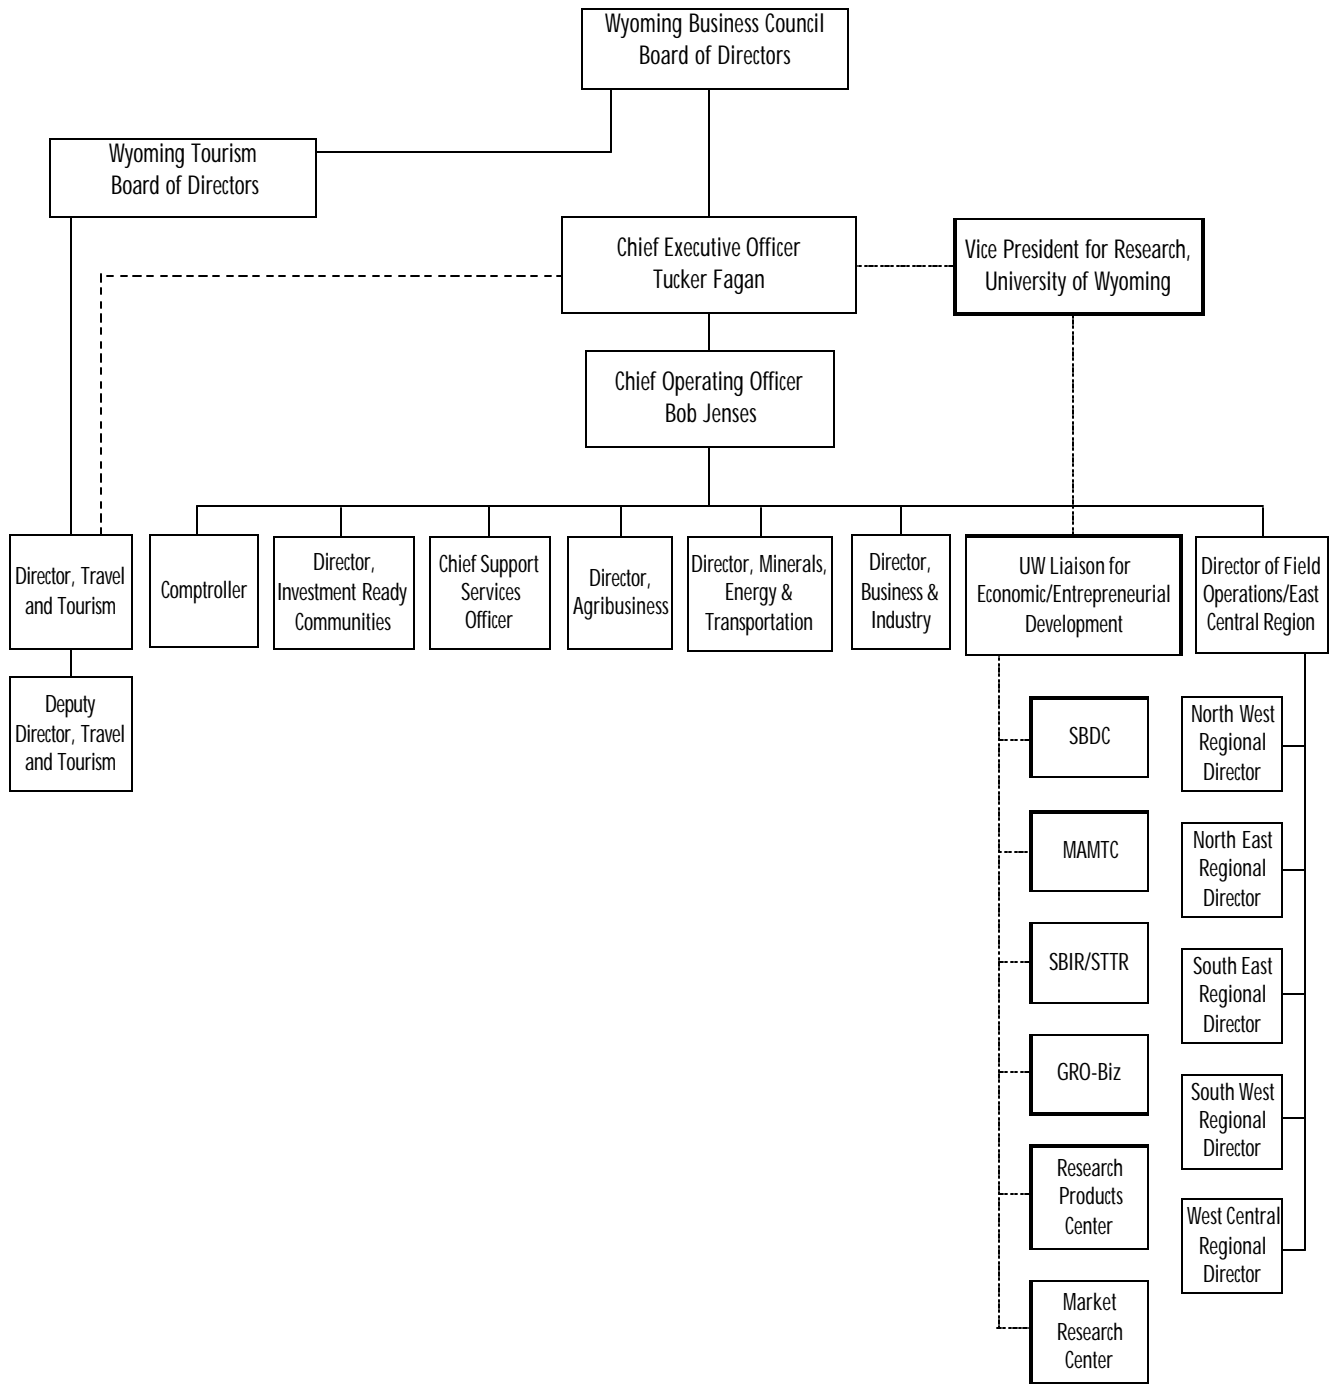 Wyoming Business Council
Board of Directors
Wyoming Tourism
Board of Directors
Chief Executive Officer
Tucker Fagan
Vice President for Research,
University of Wyoming
Chief Operating Officer
Bob Jenses
Director, Travel
and Tourism
Comptroller
Director,
Investment Ready
Communities
Chief Support
Services
Officer
Director,
Agribusiness
Director, Minerals,
Energy &
Transportation
Director,
Business &
Industry
UW Liaison for
Economic/Entrepreneurial
Development
Director of Field
Operations/East
Central Region
Deputy
Director, Travel
and Tourism
SBDC
MAMTC
SBIR/STTR
GRO-Biz
Research
Products
Center
Market
Research
Center
North West
Regional
Director
North East
Regional
Director
South East
Regional
Director
South West
Regional
Director
West Central
Regional
Director